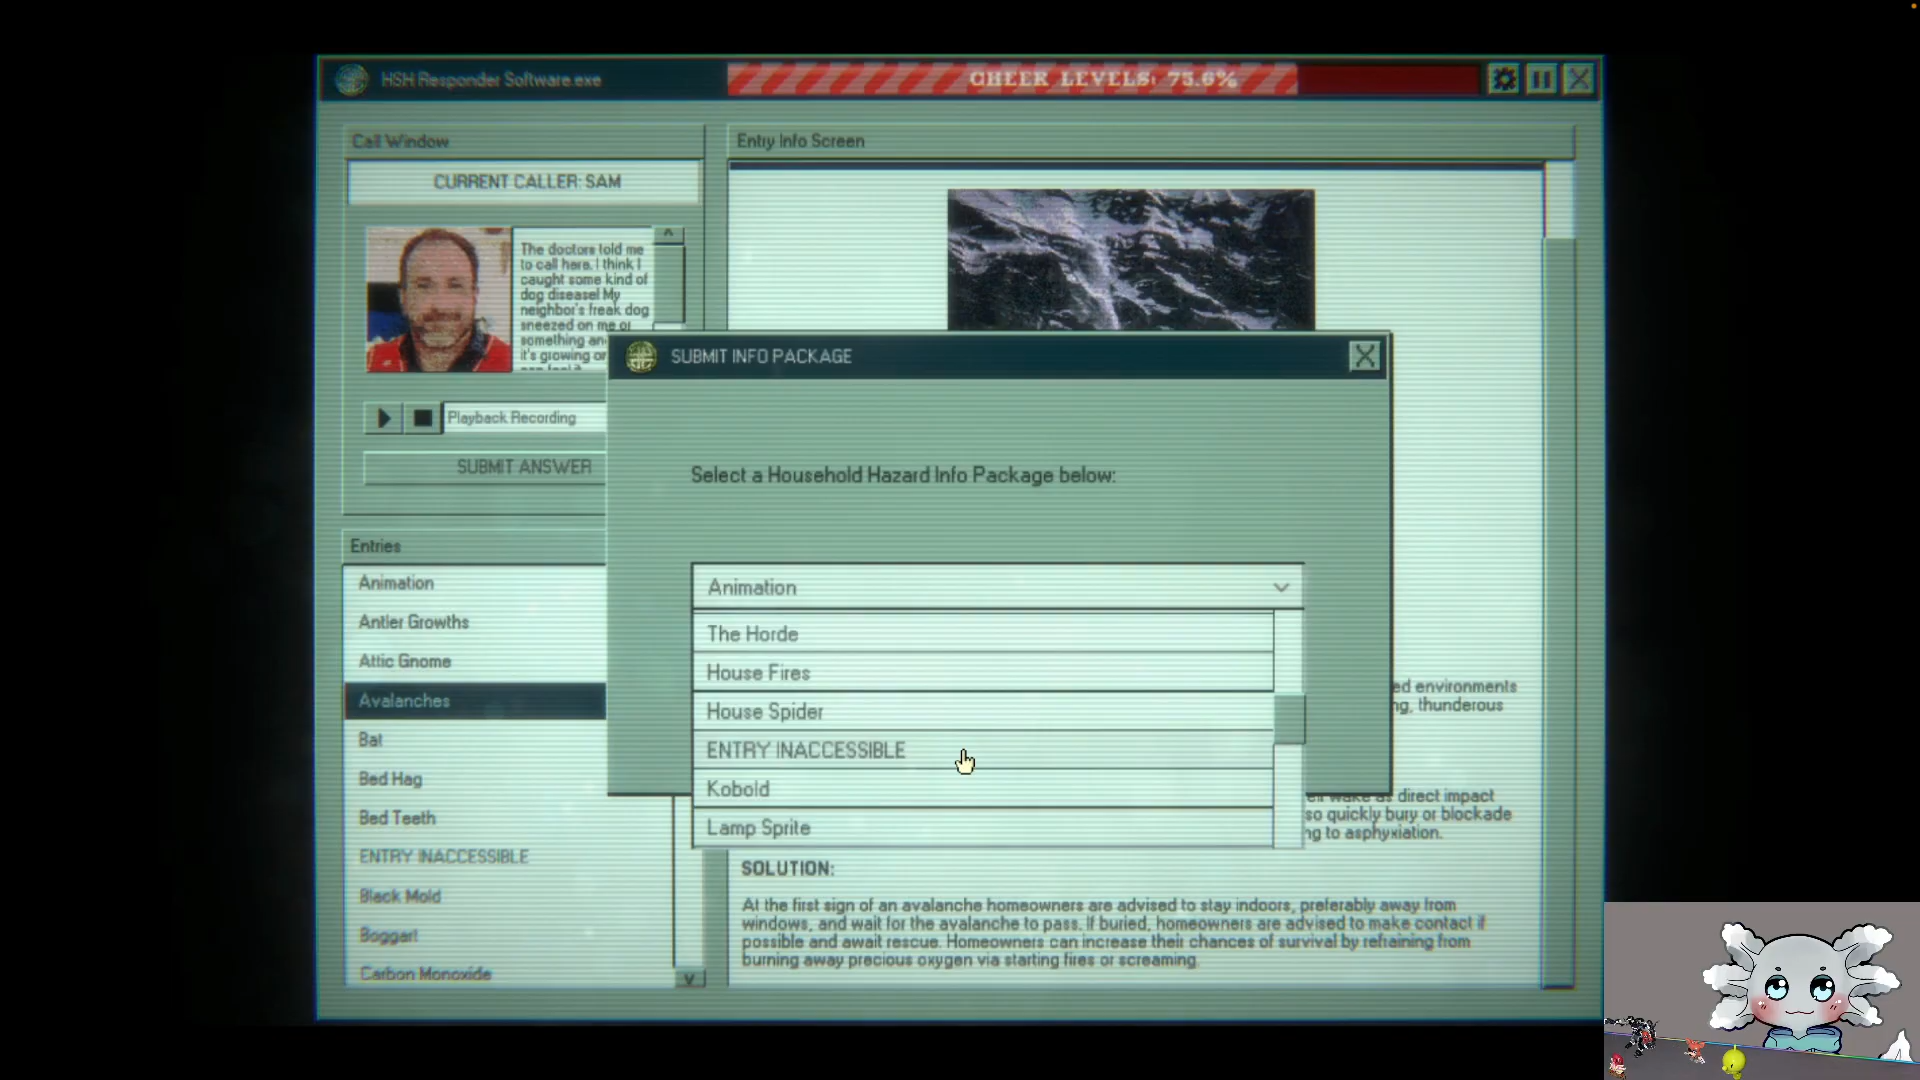 HSH Responder Software.exe
CHEER LEVELS: 75.6%
Call Window
CURRENT CALLER: SAM
The doctors told me
to call here. I think I
caught some kind of
dog disease! My
neighbor's freak dog
sneezed on me or
something an
it's growing or
Playback Recording
SUBMIT ANSWER
Entries
Animation
Antler Growths
Attic Gnome
Avalanches
Bat
Bed Hag
Bed Teeth
ENTRY INACCESSIBLE
Black Mold
Boggart
Carbon Monoxide
Entry Info Screen
SUBMIT INFO PACKAGE
Select a Household Hazard Info Package below:
Animation
The Horde
House Fires
House Spider
ENTRY INACCESSIBLE
Kobold
Lamp Sprite
ed environments
ng, thunderous
eir wake as direct impact
so quickly bury or blockade
ng to asphyxiation.
SOLUTION:
At the first sign of an avalanche homeowners are advised to stay indoors, preferably away from
windows, and wait for the avalanche to pass. If buried, homeowners are advised to make contact if
possible and await rescue. Homeowners can increase their chances of survival by refraining from
burning away precious oxygen via starting fires or screaming.